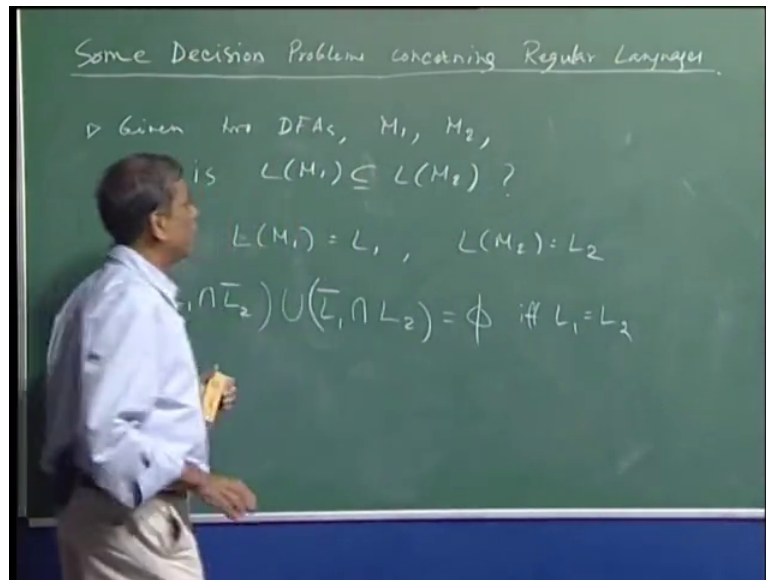 Some Decision Problems concerning Regular Languages.
▷ Given two DFAs, M₁, M₂,
is L(M₁) ⊆ L(M₂) ?
L(M₁) = L₁ , L(M₂) = L₂
₁ ∩ L̅₂) ∪ (L̅₁ ∩ L₂) = ϕ iff L₁ = L₂